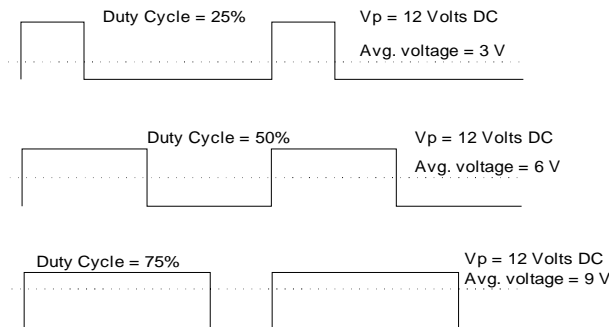 Duty Cycle = 25%
Vp = 12 Volts DC
Avg. voltage = 3 V
Duty Cycle = 50%
Vp = 12 Volts DC
Avg. voltage = 6 V
Duty Cycle = 75%
Vp = 12 Volts DC
Avg. voltage = 9 V